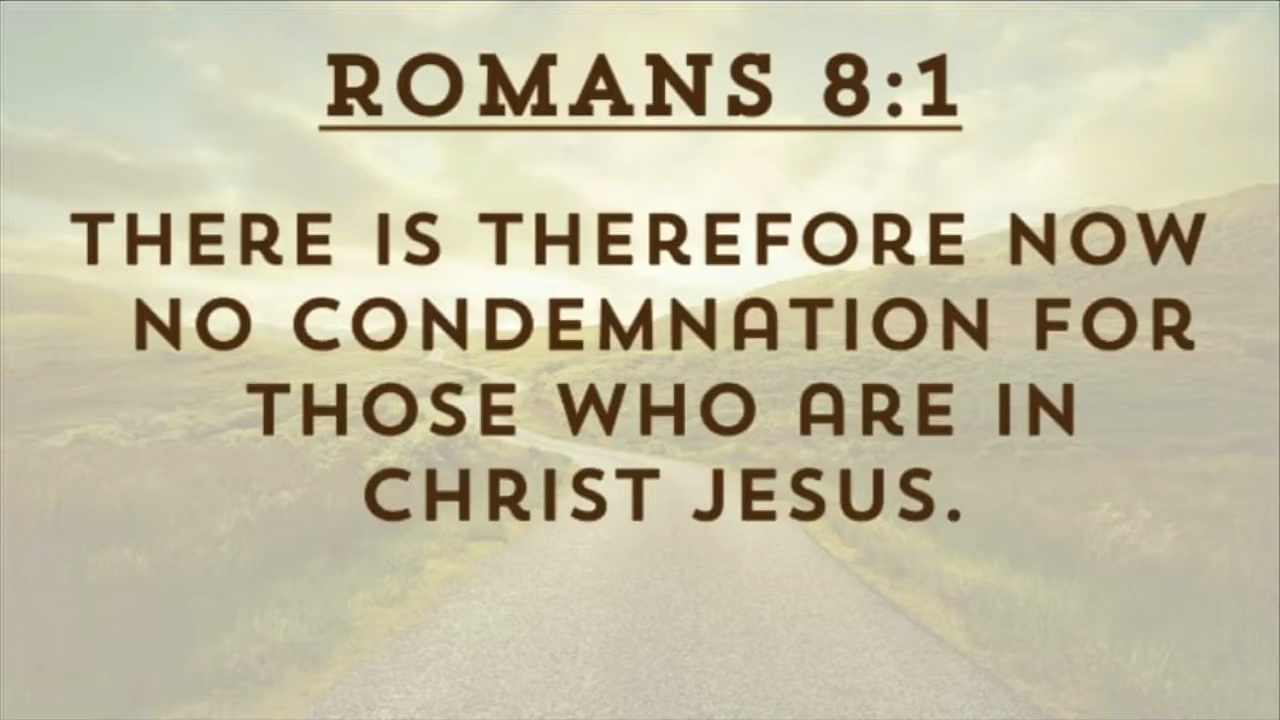 ROMANS 8:1
THERE IS THEREFORE NOW
NO CONDEMNATION FOR
THOSE WHO ARE IN
CHRIST JESUS.